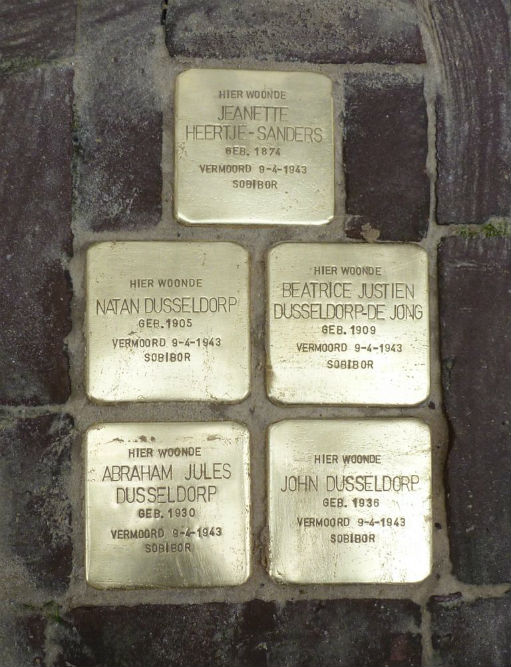 HIER WOONDE
JEANETTE
HEERTJE-SANDERS
GEB. 1874
VERMOORD 9-4-1943
SOBIBOR
HIER WOONDE
NATAN DUSSELDORP
GEB. 1905
VERMOORD 9-4-1943
SOBIBOR
HIER WOONDE
BEATRICE JUSTIEN
DUSSELDORP-DE JONG
GEB. 1909
VERMOORD 9-4-1943
SOBIBOR
HIER WOONDE
ABRAHAM JULES
DUSSELDORP
GEB. 1930
VERMOORD 9-4-1943
SOBIBOR
HIER WOONDE
JOHN DUSSELDORP
GEB. 1936
VERMOORD 9-4-1943
SOBIBOR